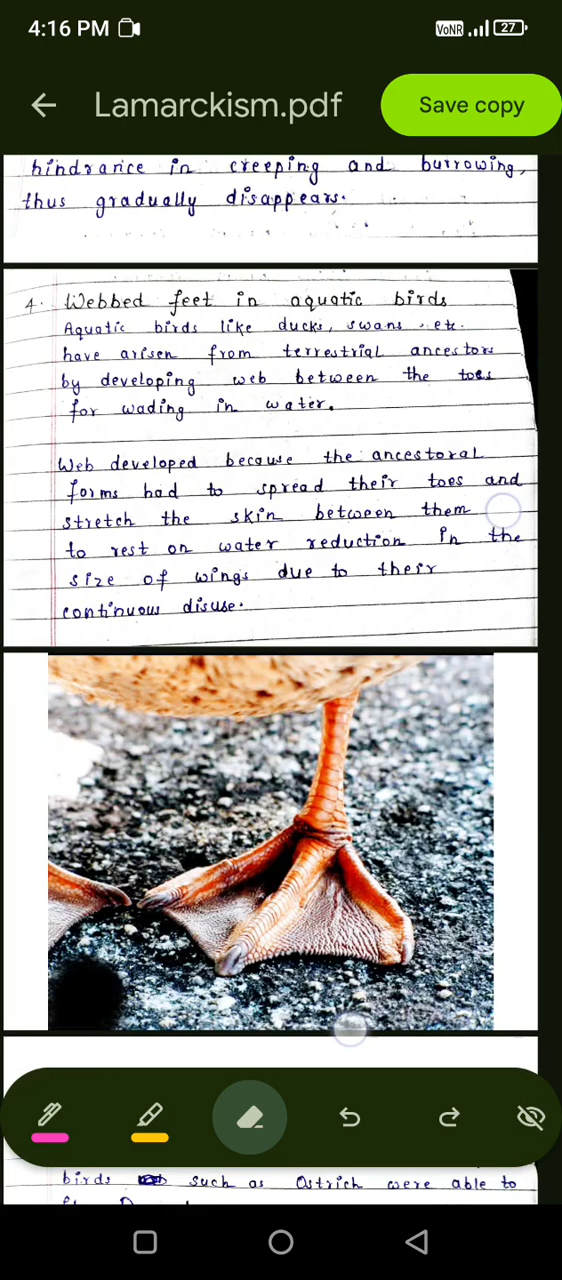 4:16 PM
VoNR
27
Lamarckism.pdf
Save copy
hindrance in creeping and burrowing,
thus gradually disappears.
4. Webbed feet in aquatic birds
Aquatic birds like ducks, swans, etc.
have arisen from terrestrial ancestors
by developing web between the toes
for wading in water.
Web developed because the ancestoral
forms had to spread their toes and
stretch the skin between them
to rest on water reduction in the
size of wings due to their
continuous disuse.
birds such as Ostrich were able to